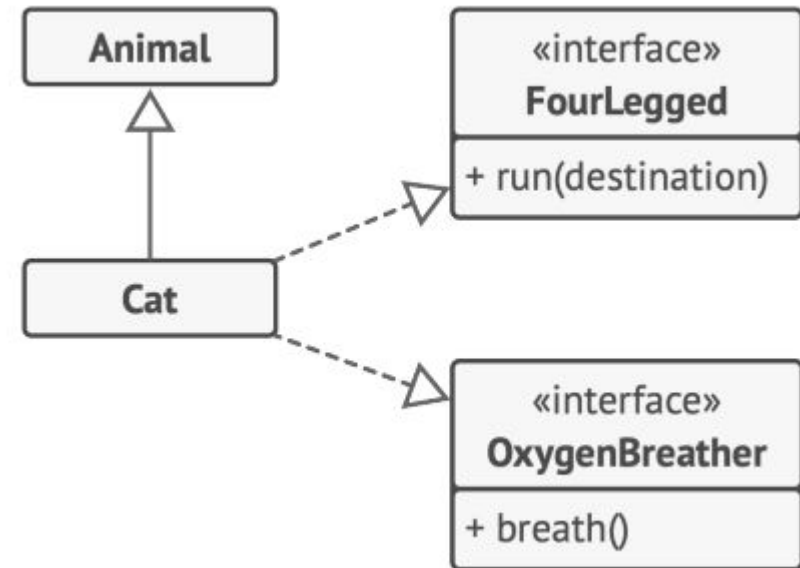 Animal
«interface»
FourLegged
+ run(destination)
Cat
«interface»
OxygenBreather
+ breath()